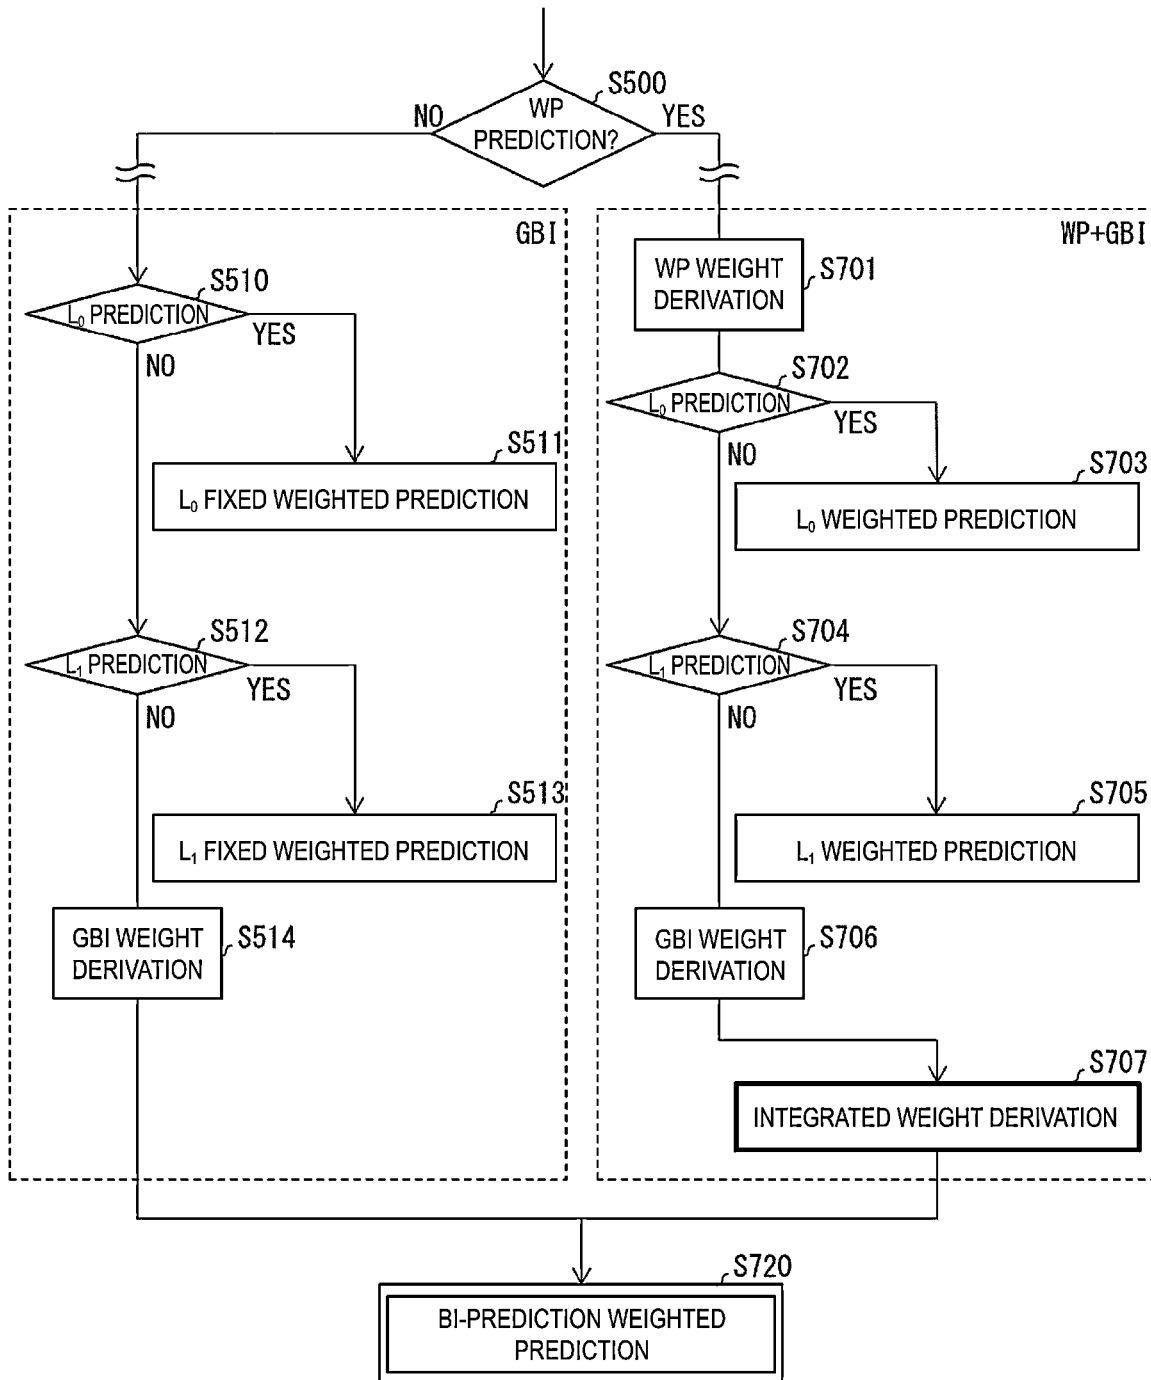 S500
WP
PREDICTION?
NO
YES
GBI
S510
L₀ PREDICTION
YES
NO
S511
L₀ FIXED WEIGHTED PREDICTION
S512
L₁ PREDICTION
YES
NO
S513
L₁ FIXED WEIGHTED PREDICTION
GBI WEIGHT
DERIVATION
S514
WP+GBI
WP WEIGHT
DERIVATION
S701
S702
L₀ PREDICTION
YES
NO
S703
L₀ WEIGHTED PREDICTION
S704
L₁ PREDICTION
YES
NO
S705
L₁ WEIGHTED PREDICTION
GBI WEIGHT
DERIVATION
S706
S707
INTEGRATED WEIGHT DERIVATION
S720
BI-PREDICTION WEIGHTED
PREDICTION